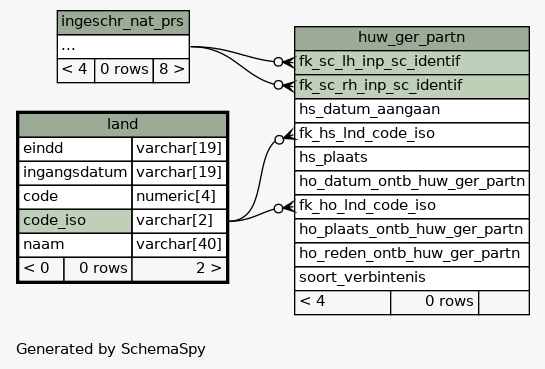 ingeschr_nat_prs
...
< 4 0 rows 8 >
land
eindd varchar[19]
ingangsdatum varchar[19]
code numeric[4]
code_iso varchar[2]
naam varchar[40]
< 0 0 rows 2 >
huw_ger_partn
fk_sc_lh_inp_sc_identif
fk_sc_rh_inp_sc_identif
hs_datum_aangaan
fk_hs_lnd_code_iso
hs_plaats
ho_datum_ontb_huw_ger_partn
fk_ho_lnd_code_iso
ho_plaats_ontb_huw_ger_partn
ho_reden_ontb_huw_ger_partn
soort_verbintenis
< 4 0 rows
Generated by SchemaSpy